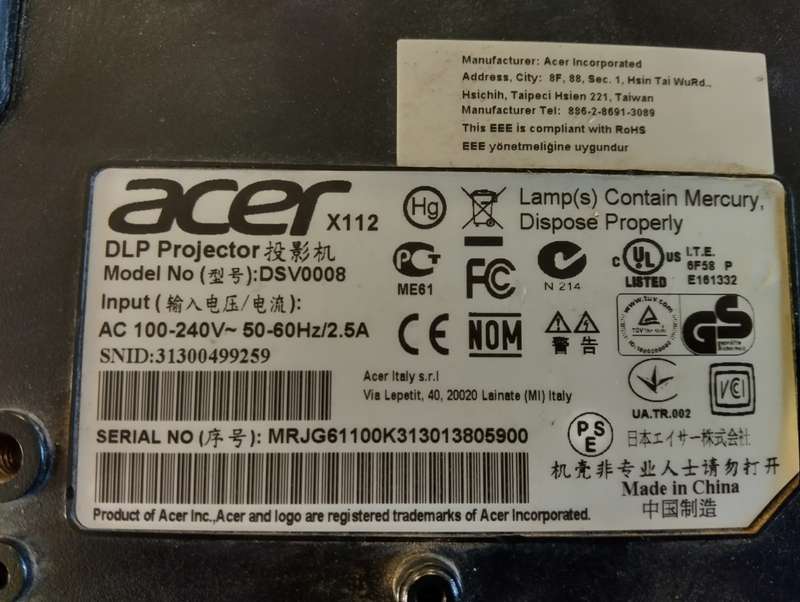 Manufacturer: Acer Incorporated
Address, City: 8F, 88, Sec. 1, Hsin Tai WuRd.,
Hsichih, Taipeci Hsien 221, Taiwan
Manufacturer Tel: 886-2-8691-3089
This EEE is compliant with RoHS
EEE yönetmeliğine uygundur
acer X112
DLP Projector 投影机
Model No (型号):DSV0008
Input (输入电压/电流):
AC 100-240V~ 50-60Hz/2.5A
SNID:31300499259
Hg
Lamp(s) Contain Mercury,
Dispose Properly
PCT
ME61
FC
N 214
C UL US
LISTED
I.T.E.
6F58 P
E161332
CE
NOM
警告
www.tuv.com
GS
Acer Italy s.r.l
Via Lepetit, 40, 20020 Lainate (MI) Italy
UA.TR.002
VCI
SERIAL NO (序号): MRJG61100K313013805900
PSE
日本エイサー株式会社
机壳非专业人士请勿打开
Made in China
中国制造
Product of Acer Inc.,Acer and logo are registered trademarks of Acer Incorporated.